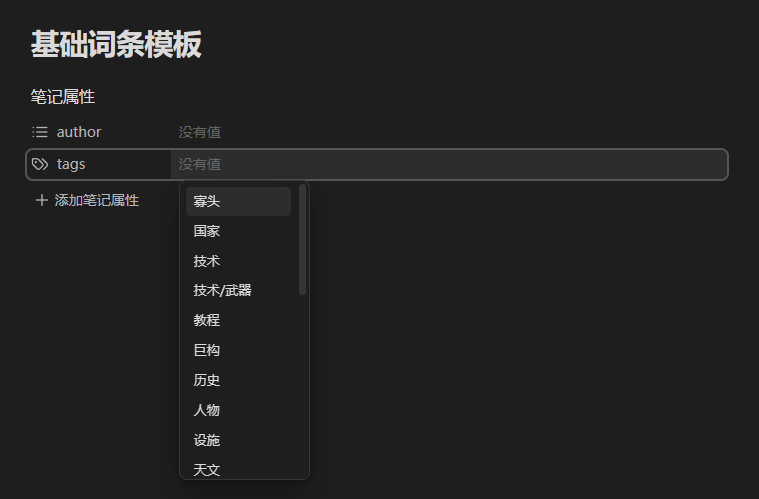 基础词条模板
笔记属性
author 没有值
tags 没有值
添加笔记属性
寡头
国家
技术
技术/武器
教程
巨构
历史
人物
设施
天文